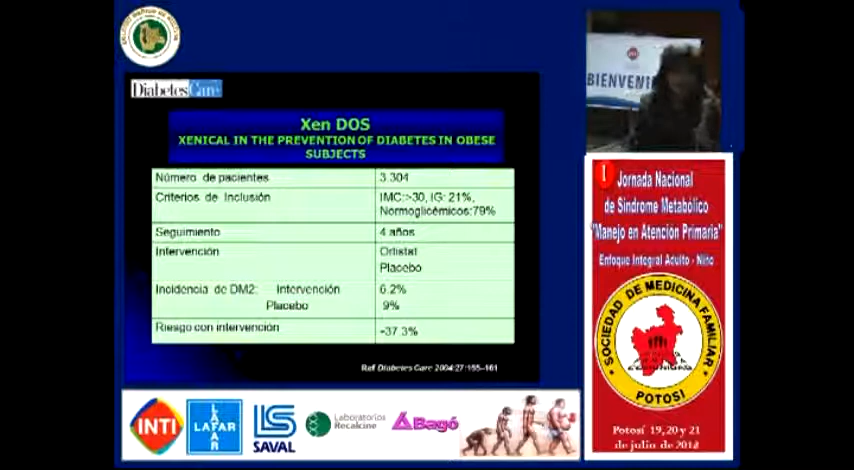 Diabetes Care
Xen DOS
XENICAL IN THE PREVENTION OF DIABETES IN OBESE
SUBJECTS
Número de pacientes 3.304
Criterios de Inclusión IMC:>30, IG: 21%,
Normoglicémicos:79%
Seguimiento 4 años
Intervención Orlistat
Placebo
Incidencia de DM2: Intervención 6.2%
Placebo 9%
Riesgo con intervención -37.3%
Ref Diabetes Care 2004:27:155-161
BIENVENI
I Jornada Nacional
de Síndrome Metabólico
"Manejo en Atención Primaria"
Enfoque Integral Adulto - Niño
SOCIEDAD DE MEDICINA FAMILIAR
POTOSI
Potosí 19, 20 y 21
de julio de 2012
INTI
LAFAR
LS
SAVAL
Laboratorios
Recalcine
Bagó